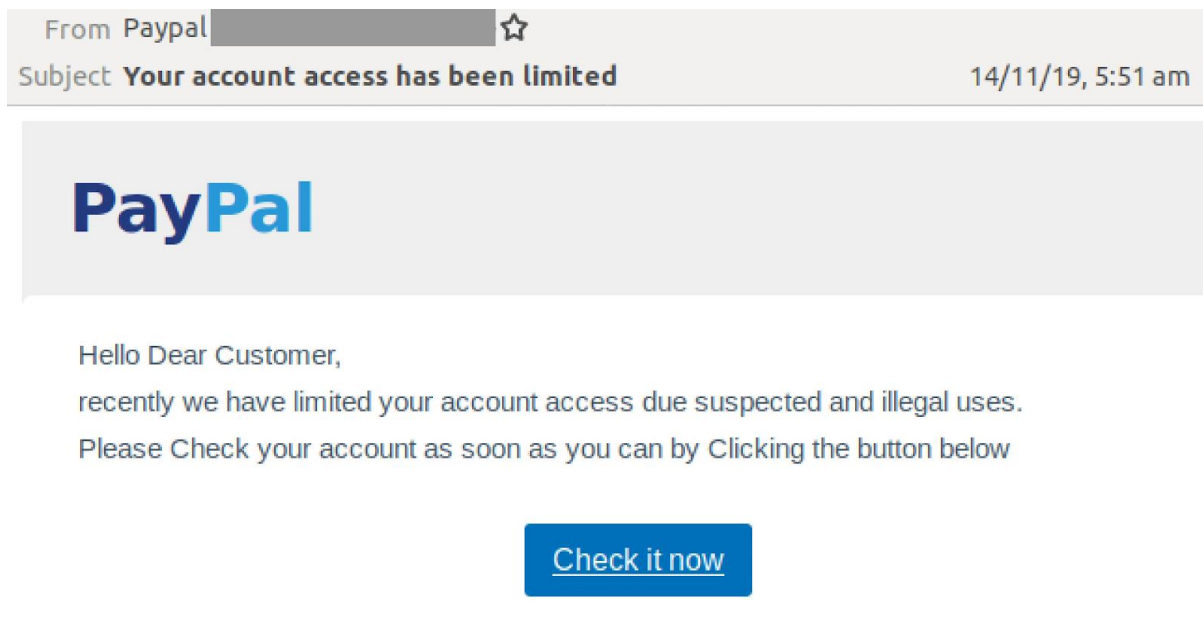 From Paypal
Subject Your account access has been limited 14/11/19, 5:51 am
PayPal
Hello Dear Customer,
recently we have limited your account access due suspected and illegal uses.
Please Check your account as soon as you can by Clicking the button below
Check it now